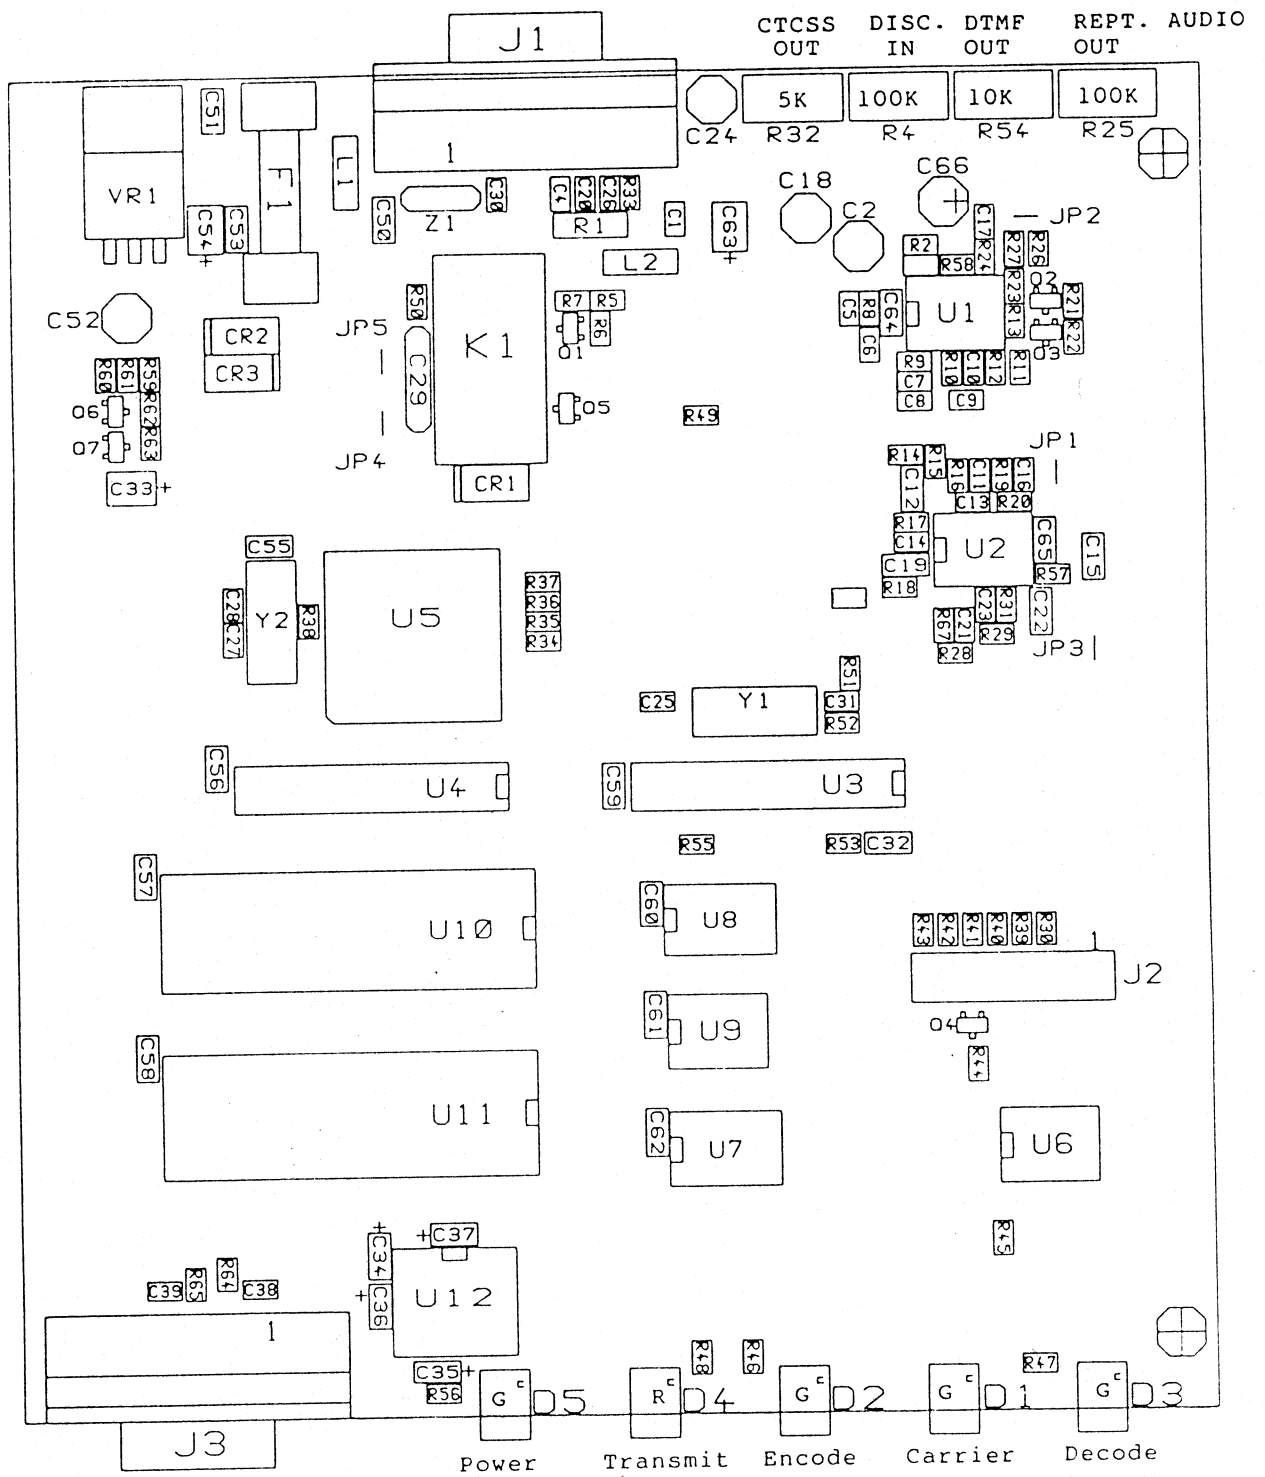 CTCSS DISC. DTMF REPT. AUDIO
OUT IN OUT OUT
J1
5K 100K 10K 100K
C24 R32 R4 R54 R25
C51
VR1
F1
L1
1
C54 +
C53
C50
Z1
C30
C4 C20 C26 R33
R1
C1
C63 +
L2
C18
C2
C66 +
C17
JP2
R2
R58
R24
R27
R26
Q2
R23
R21
U1
R13
R22
Q3
C5
R8
C64
C6
R9
C7
C8
R10 C10 R12 R11
C9
C52
CR2
CR3
JP5
R50
C29
JP4
K1
R7 R5
R6
Q1
Q5
CR1
R49
R60 R61 R59
Q6
R62
Q7
R63
C33 +
JP1
R14
R15
R16 C11 R19 C16
C12
C13 R20
R17
C14
U2
C65
C15
C19
R57
R18
C23 R31
C22
R67 C21
R29
R28
JP3
C55
C28
C27
Y2
R38
U5
R37
R36
R35
R34
R51
C25
Y1
C31
R52
C56
U4
C59
U3
R55
R53 C32
C57
U10
C60
U8
R43 R42 R41 R40 R39 R30
1
J2
C61
U9
Q4
R44
C58
U11
C62
U7
U6
R45
+ C37
+
C34
+ C36
U12
C39 R65 R64 C38
1
C35 +
R56
R48 R46 R47
G D5 R D4 G D2 G D1 G D3
J3
Power Transmit Encode Carrier Decode